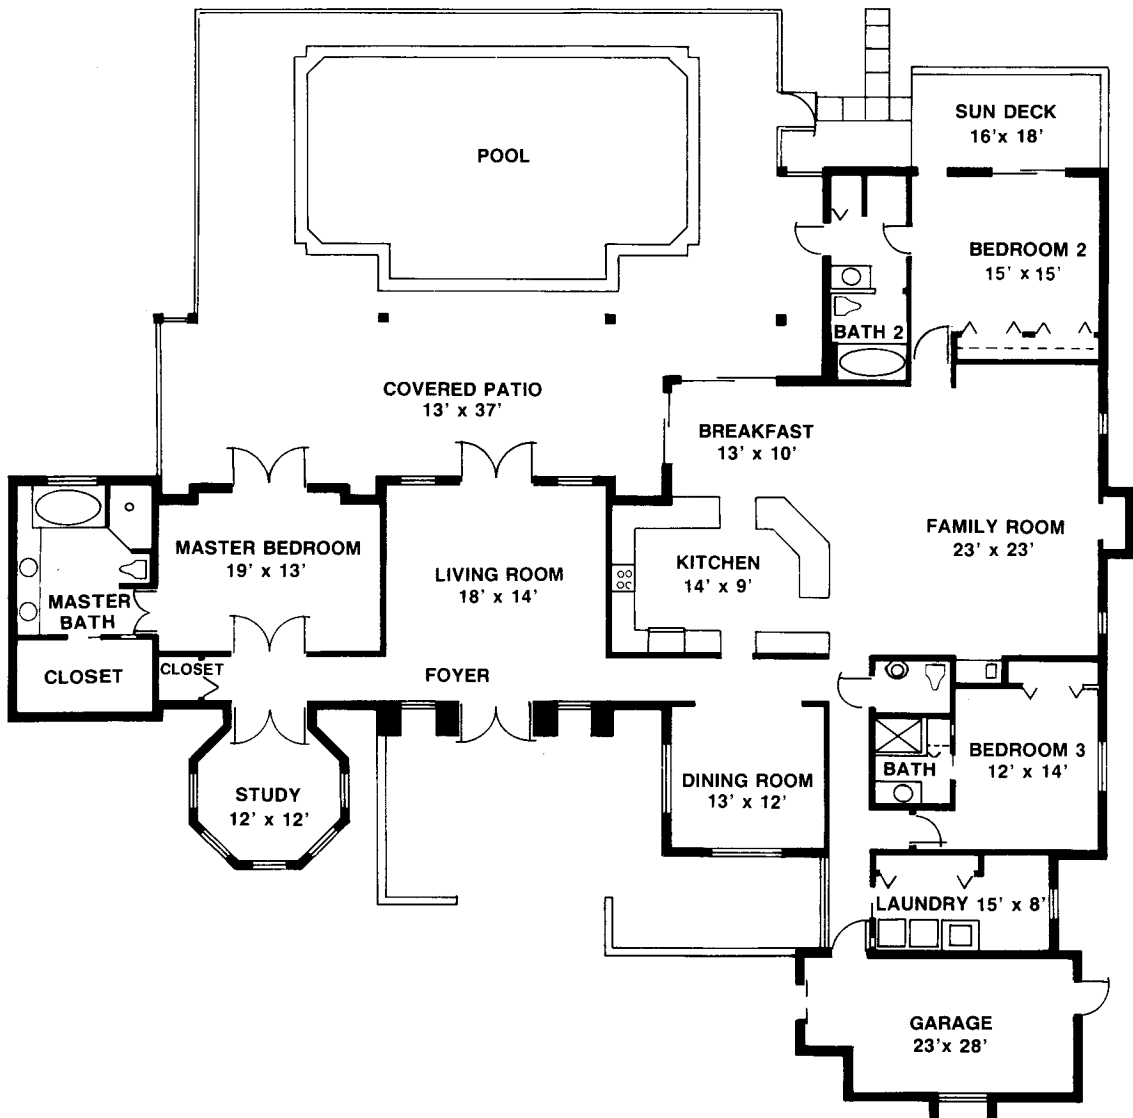 POOL
SUN DECK
16'x 18'
BEDROOM 2
15' x 15'
BATH 2
COVERED PATIO
13' x 37'
BREAKFAST
13' x 10'
FAMILY ROOM
23' x 23'
MASTER BEDROOM
19' x 13'
LIVING ROOM
18' x 14'
KITCHEN
14' x 9'
MASTER
BATH
CLOSET
CLOSET
FOYER
STUDY
12' x 12'
DINING ROOM
13' x 12'
BATH
BEDROOM 3
12' x 14'
LAUNDRY 15' x 8'
GARAGE
23'x 28'